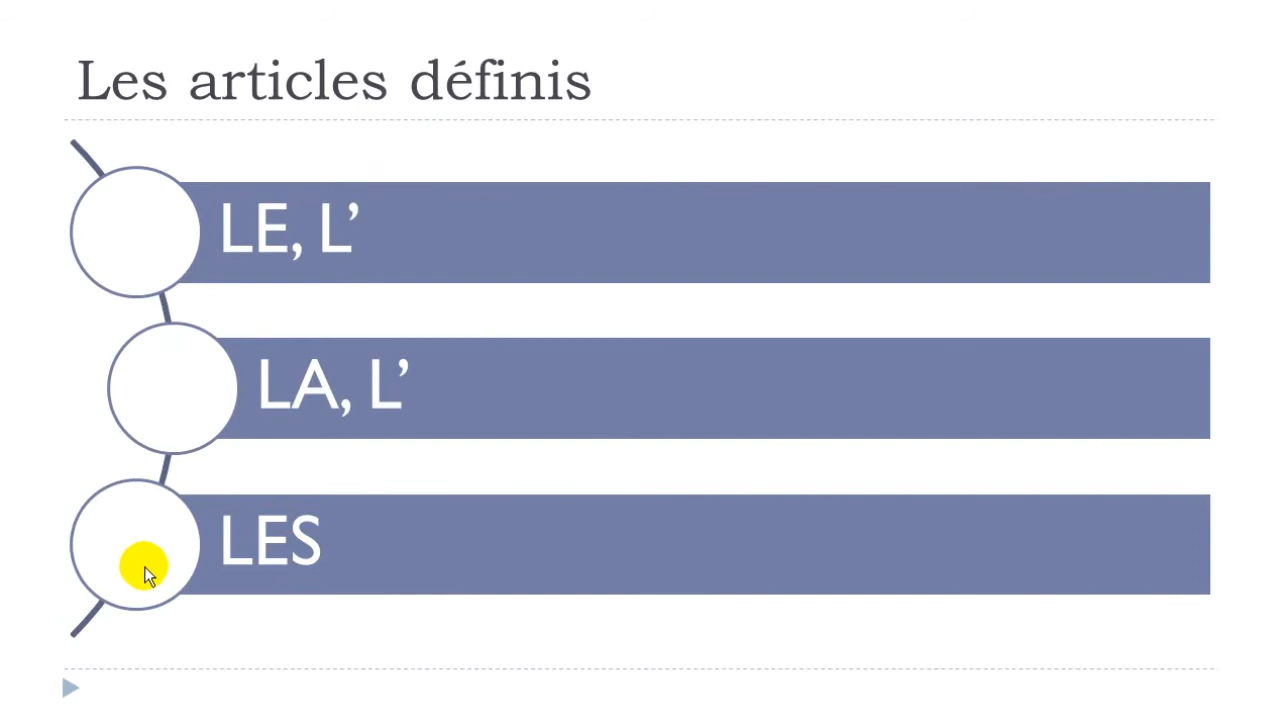 Les articles définis
LE, L’
LA, L’
LES